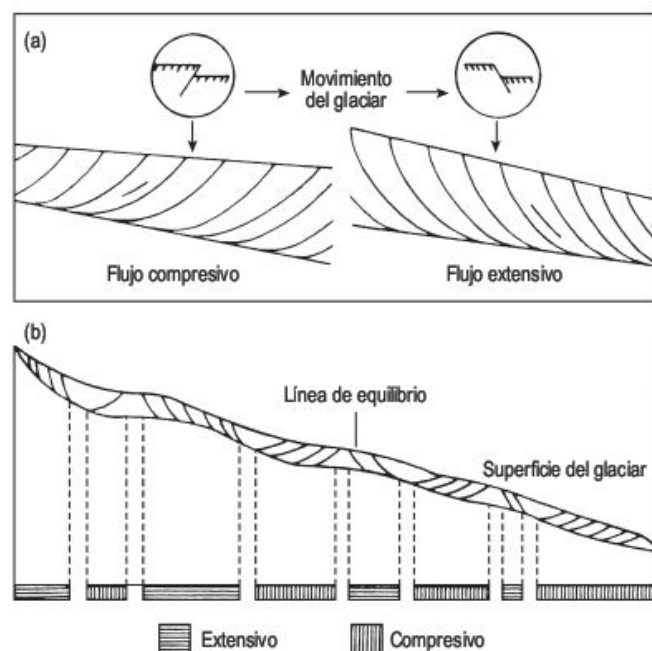 (a)
Movimiento
del glaciar
Flujo compresivo
Flujo extensivo
(b)
Línea de equilibrio
Superficie del glaciar
Extensivo
Compresivo